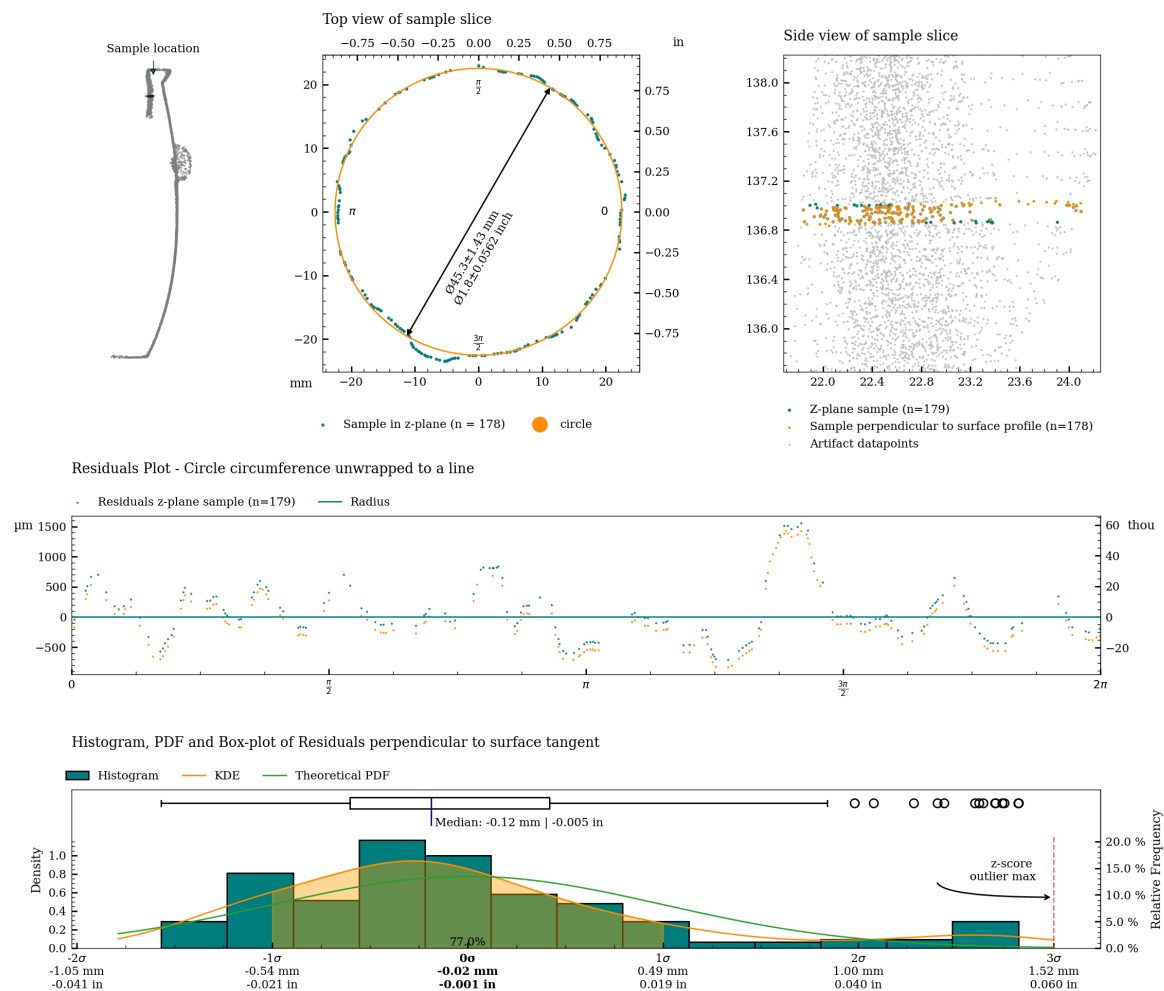 Top view of sample slice
Side view of sample slice
Sample location
−0.75 −0.50 −0.25 0.00 0.25 0.50 0.75 in
20
10
0
−10
−20
mm
0.75
0.50
0.25
0.00
−0.25
−0.50
−0.75
π/2
π
0
3π/2
Ø45.3±1.43 mm
Ø1.8±0.0562 inch
−20 −10 0 10 20
138.0
137.6
137.2
136.8
136.4
136.0
22.0 22.4 22.8 23.2 23.6 24.0
Sample in z-plane (n = 178) circle
Z-plane sample (n=179)
Sample perpendicular to surface profile (n=178)
Artifact datapoints
Residuals Plot - Circle circumference unwrapped to a line
Residuals z-plane sample (n=179) Radius
µm
1500
1000
500
0
−500
60 thou
40
20
0
−20
0 π/2 π 3π/2 2π
Histogram, PDF and Box-plot of Residuals perpendicular to surface tangent
Histogram KDE Theoretical PDF
Median: -0.12 mm | -0.005 in
Density
1.0
0.8
0.6
0.4
0.2
0.0
20.0 %
15.0 %
10.0 %
5.0 %
0.0 %
Relative Frequency
z-score
outlier max
77.0%
-2σ -1σ 0σ 1σ 2σ 3σ
-1.05 mm -0.54 mm -0.02 mm 0.49 mm 1.00 mm 1.52 mm
-0.041 in -0.021 in -0.001 in 0.019 in 0.040 in 0.060 in